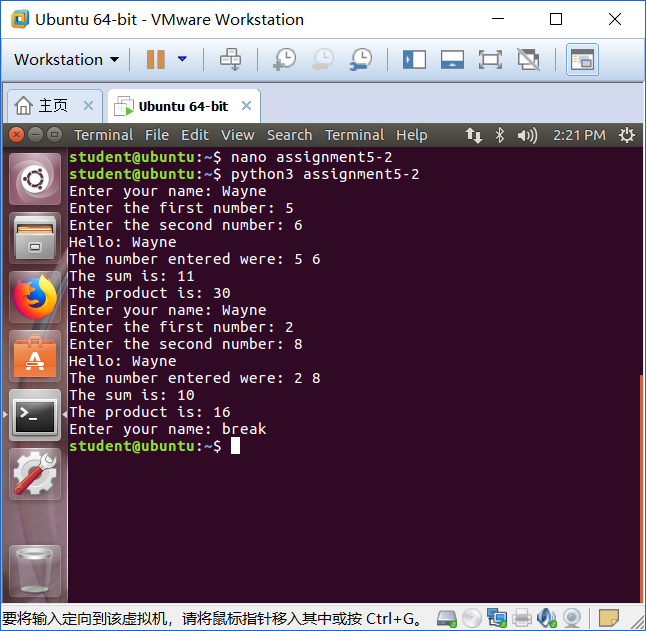 Ubuntu 64-bit - VMware Workstation
Workstation
主页
Ubuntu 64-bit
Terminal File Edit View Search Terminal Help 2:21 PM
student@ubuntu:~$ nano assignment5-2
student@ubuntu:~$ python3 assignment5-2
Enter your name: Wayne
Enter the first number: 5
Enter the second number: 6
Hello: Wayne
The number entered were: 5 6
The sum is: 11
The product is: 30
Enter your name: Wayne
Enter the first number: 2
Enter the second number: 8
Hello: Wayne
The number entered were: 2 8
The sum is: 10
The product is: 16
Enter your name: break
student@ubuntu:~$
要将输入定向到该虚拟机，请将鼠标指针移入其中或按 Ctrl+G。